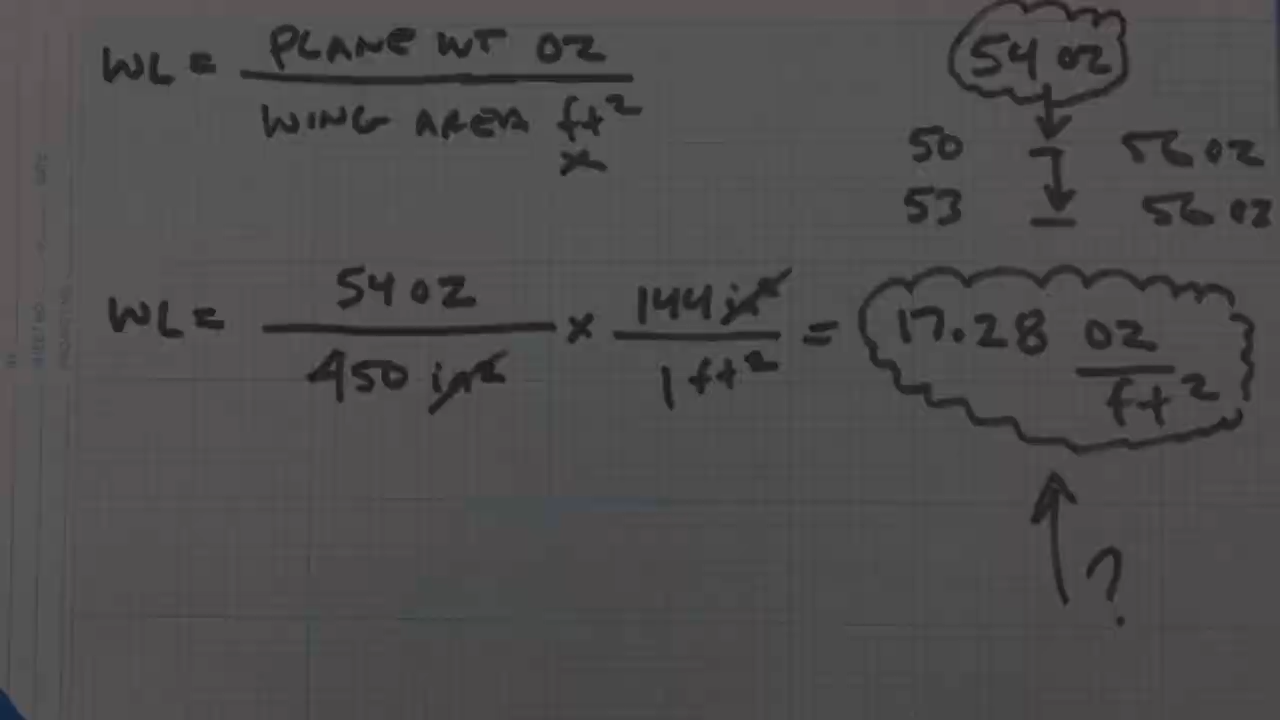 WL = PLANE WT OZ / WING AREA ft²
x
54 OZ
50 56 OZ
53 56 OZ
WL = 54 OZ / 450 in² x 144 in² / 1 ft² = 17.28 OZ / ft²
?